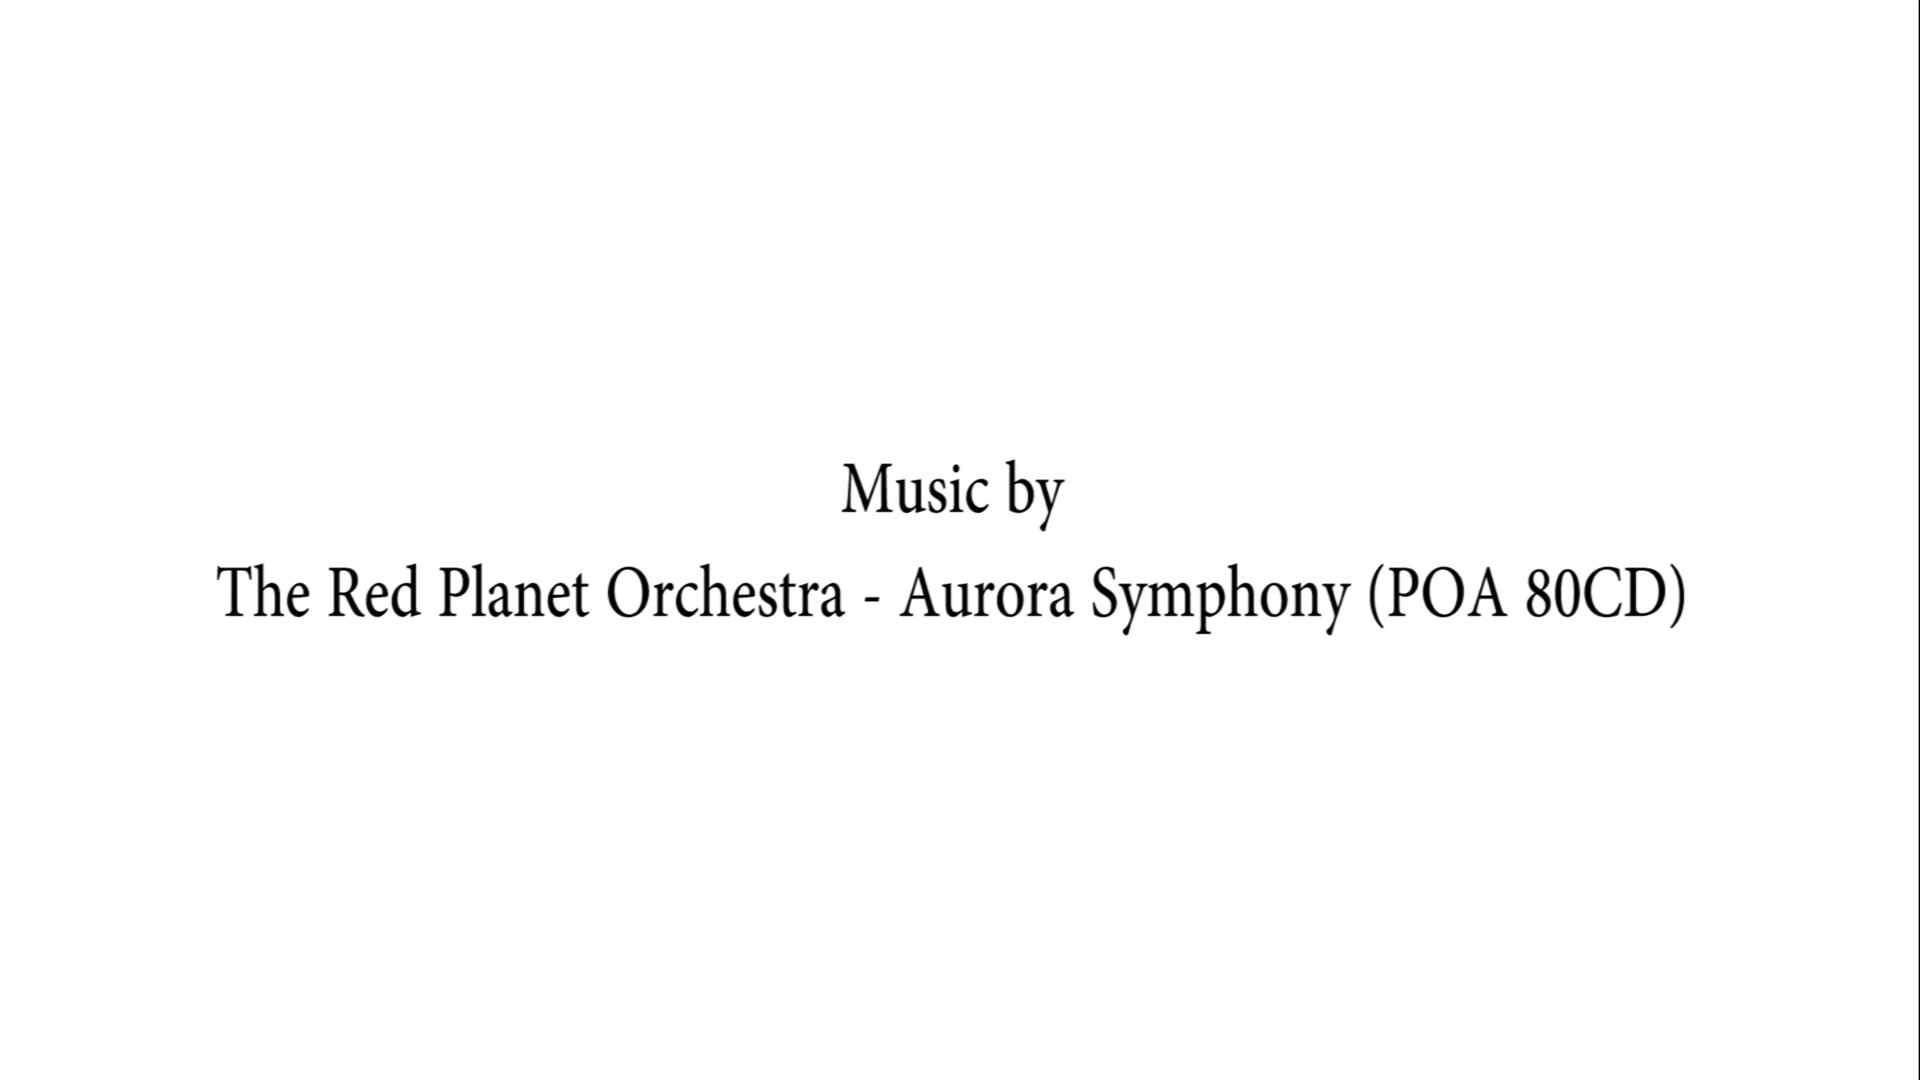 Music by
The Red Planet Orchestra - Aurora Symphony (POA 80CD)